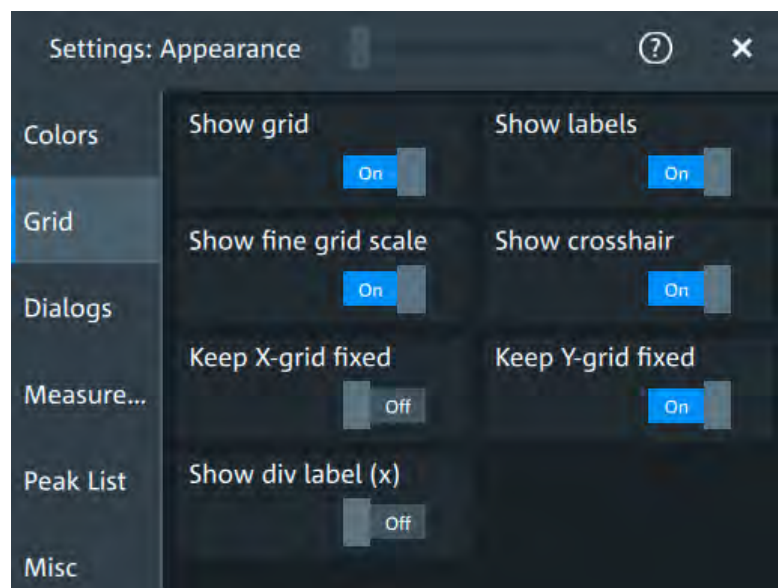 Settings: Appearance
?
×
Colors
Grid
Dialogs
Measure...
Peak List
Misc
Show grid
On
Show labels
On
Show fine grid scale
On
Show crosshair
On
Keep X-grid fixed
Off
Keep Y-grid fixed
On
Show div label (x)
Off